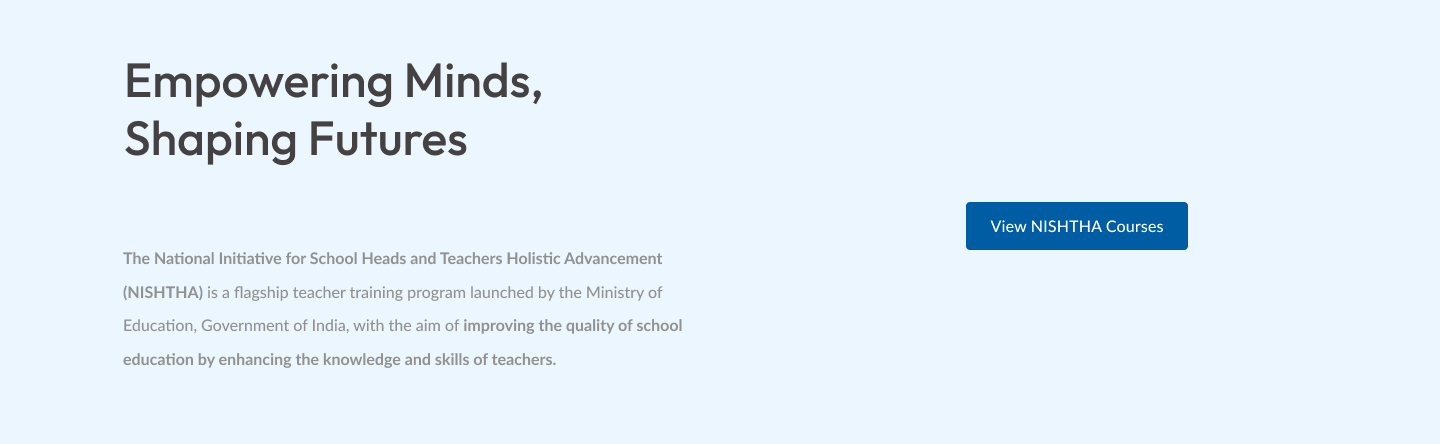 Empowering Minds,
Shaping Futures
View NISHTHA Courses
The National Initiative for School Heads and Teachers Holistic Advancement
(NISHTHA) is a flagship teacher training program launched by the Ministry of
Education, Government of India, with the aim of improving the quality of school
education by enhancing the knowledge and skills of teachers.